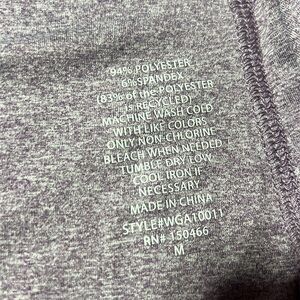 94% POLYESTER
6% SPANDEX
(83% of the POLYESTER
is RECYCLED)
MACHINE WASH COLD
WITH LIKE COLORS
ONLY NON-CHLORINE
BLEACH WHEN NEEDED
TUMBLE DRY LOW
COOL IRON IF
NECESSARY
MADE IN CHINA
STYLE#WGA10011
RN# 150466
M